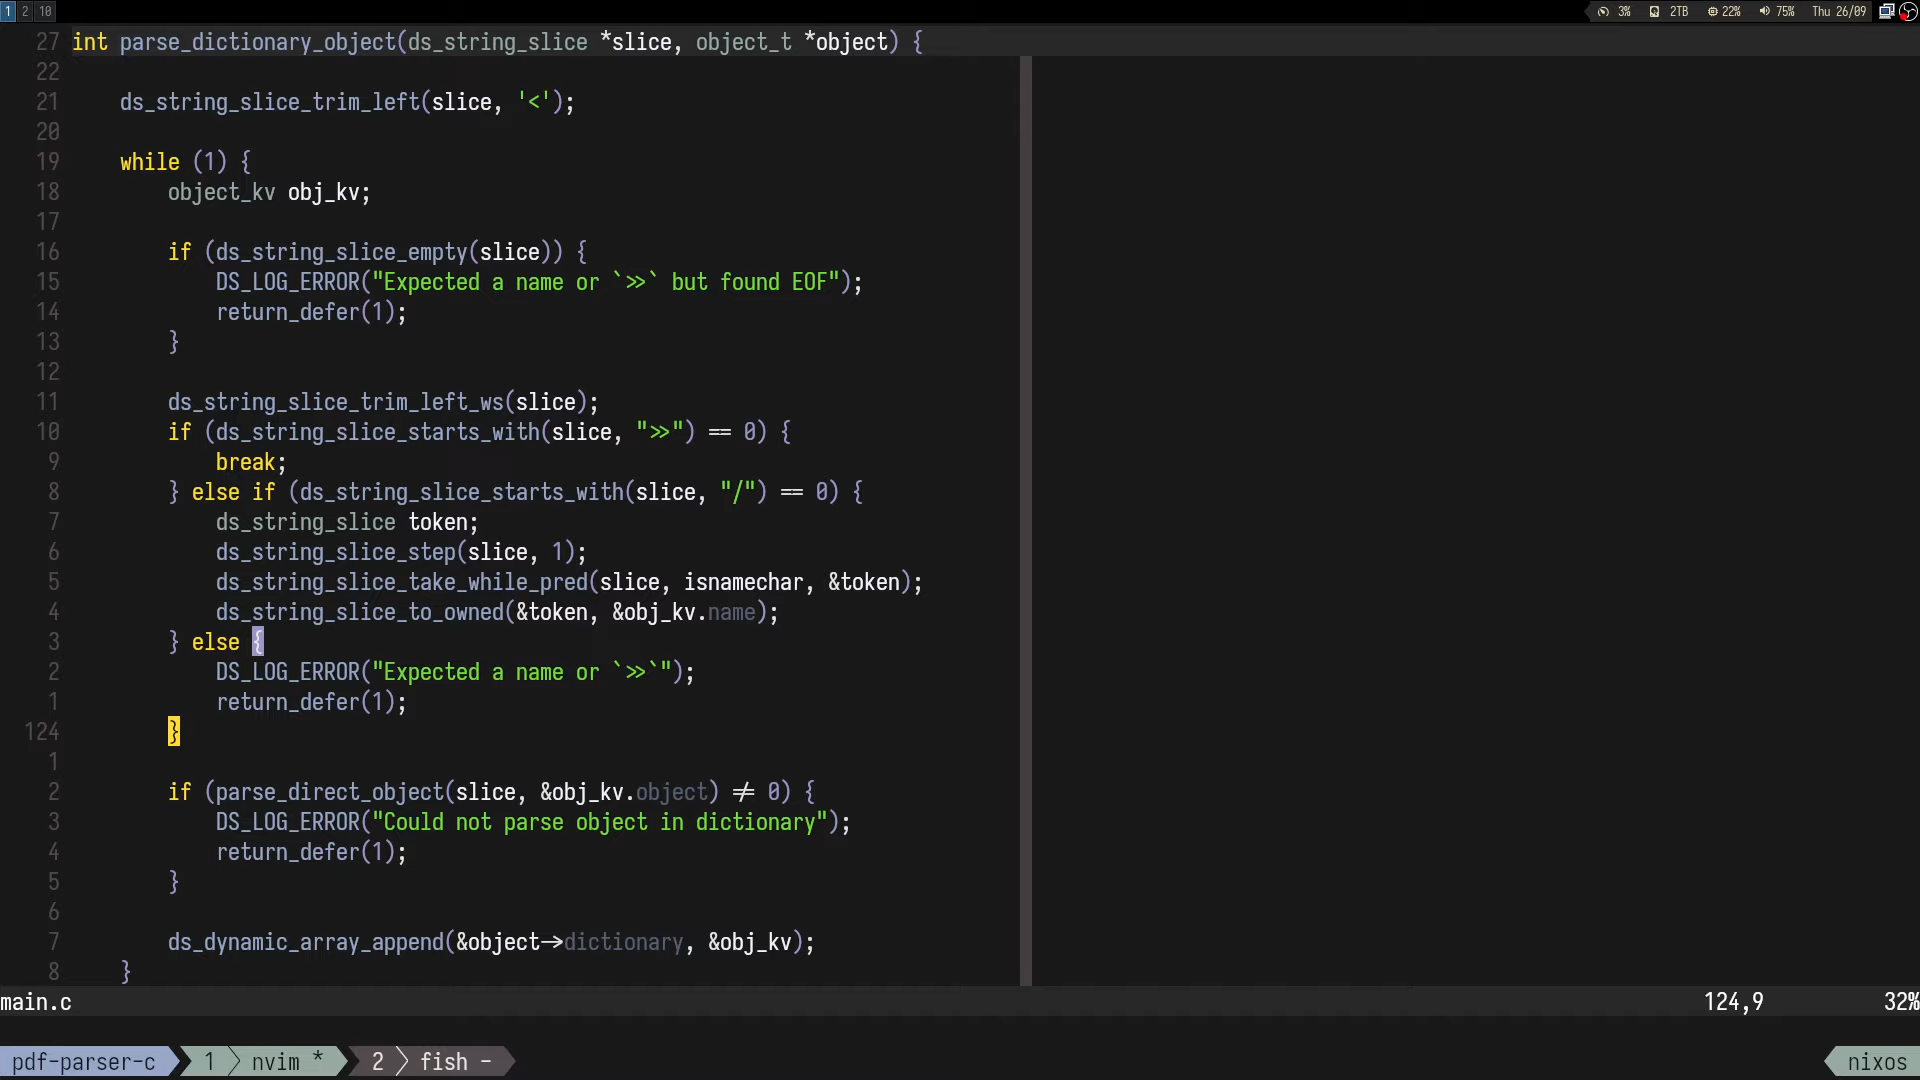 1 2 10 3% 2TB 22% 75% Thu 26/09
27 int parse_dictionary_object(ds_string_slice *slice, object_t *object) {
22
21 ds_string_slice_trim_left(slice, '<');
20
19 while (1) {
18 object_kv obj_kv;
17
16 if (ds_string_slice_empty(slice)) {
15 DS_LOG_ERROR("Expected a name or `>>` but found EOF");
14 return_defer(1);
13 }
12
11 ds_string_slice_trim_left_ws(slice);
10 if (ds_string_slice_starts_with(slice, ">>") == 0) {
9 break;
8 } else if (ds_string_slice_starts_with(slice, "/") == 0) {
7 ds_string_slice token;
6 ds_string_slice_step(slice, 1);
5 ds_string_slice_take_while_pred(slice, isnamechar, &token);
4 ds_string_slice_to_owned(&token, &obj_kv.name);
3 } else {
2 DS_LOG_ERROR("Expected a name or `>>`");
1 return_defer(1);
124 }
1
2 if (parse_direct_object(slice, &obj_kv.object) != 0) {
3 DS_LOG_ERROR("Could not parse object in dictionary");
4 return_defer(1);
5 }
6
7 ds_dynamic_array_append(&object->dictionary, &obj_kv);
8 }
main.c 124,9 32%
pdf-parser-c 1 nvim * 2 fish - nixos